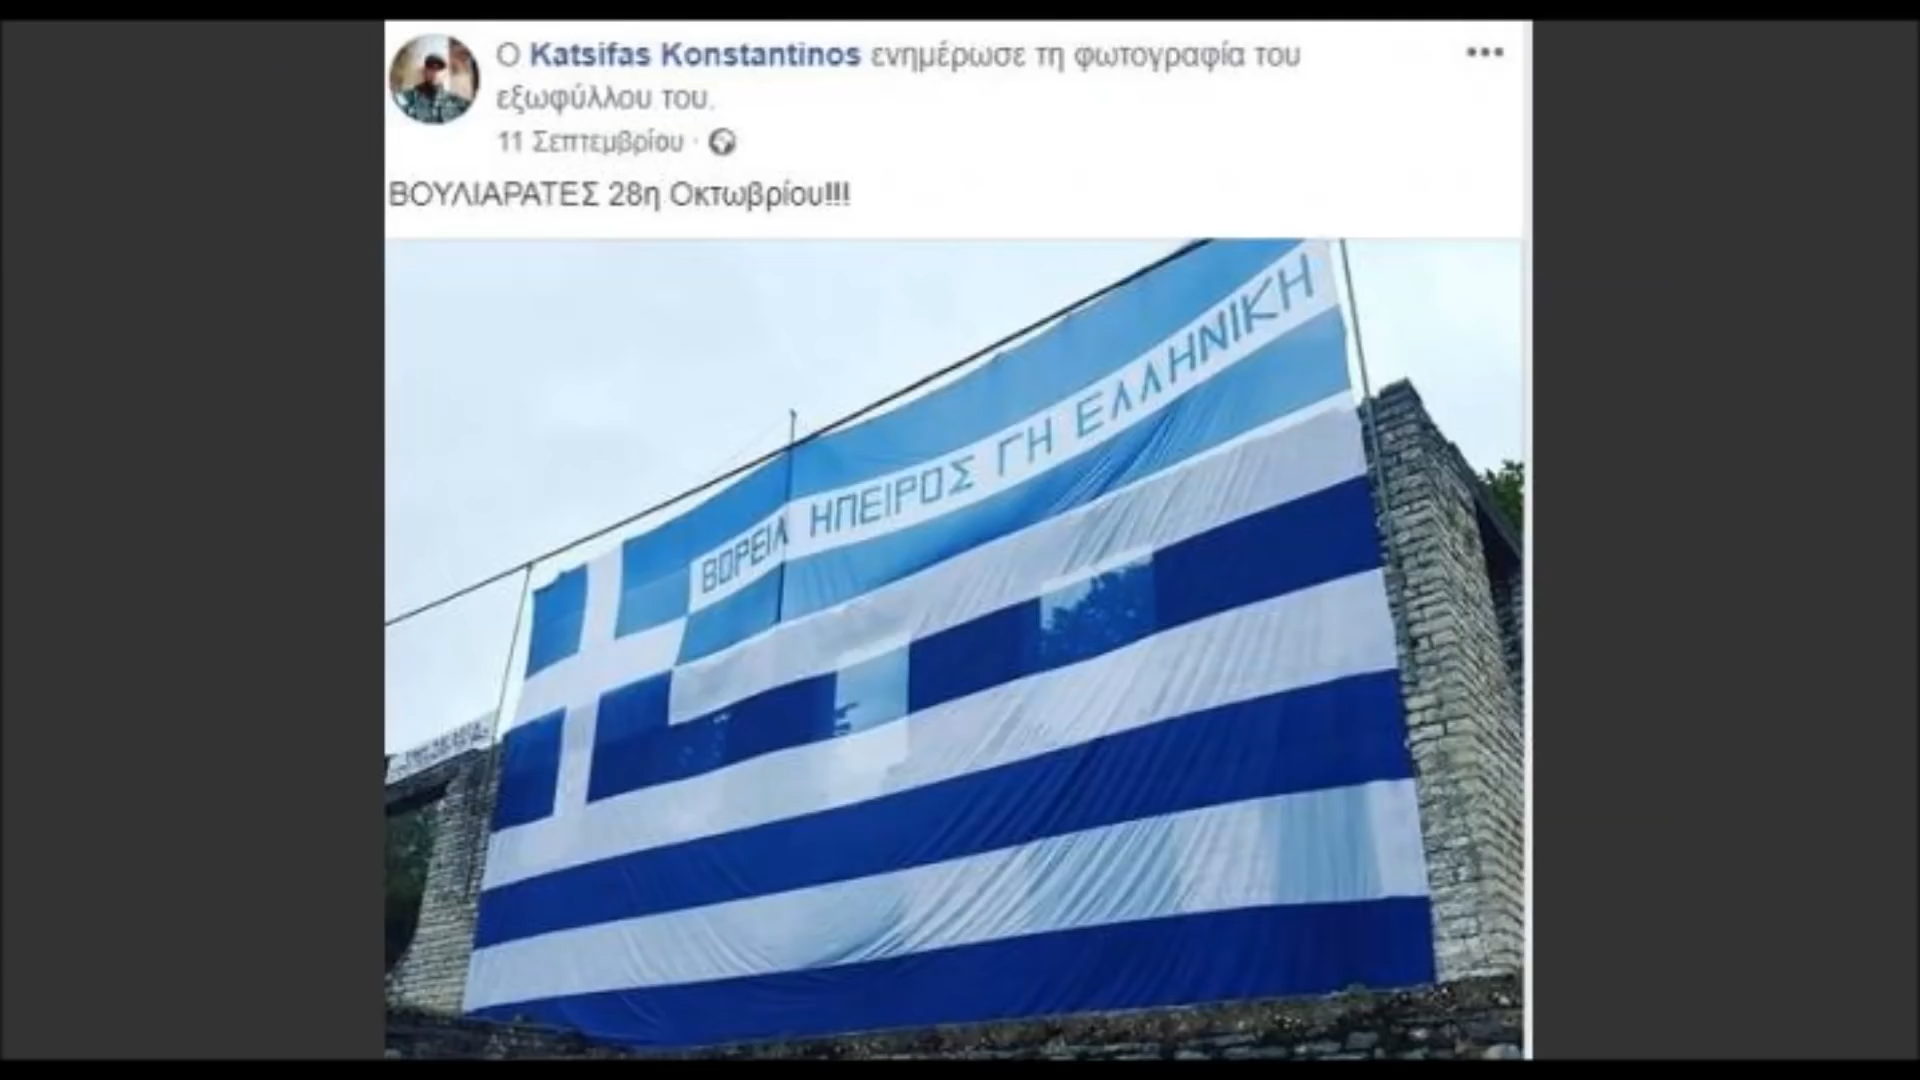 Ο Katsifas Konstantinos ενημέρωσε τη φωτογραφία του
εξωφύλλου του.
11 Σεπτεμβρίου ·
ΒΟΥΛΙΑΡΑΤΕΣ 28η Οκτωβρίου!!!
ΒΟΡΕΙΑ ΗΠΕΙΡΟΣ ΓΗ ΕΛΛΗΝΙΚΗ